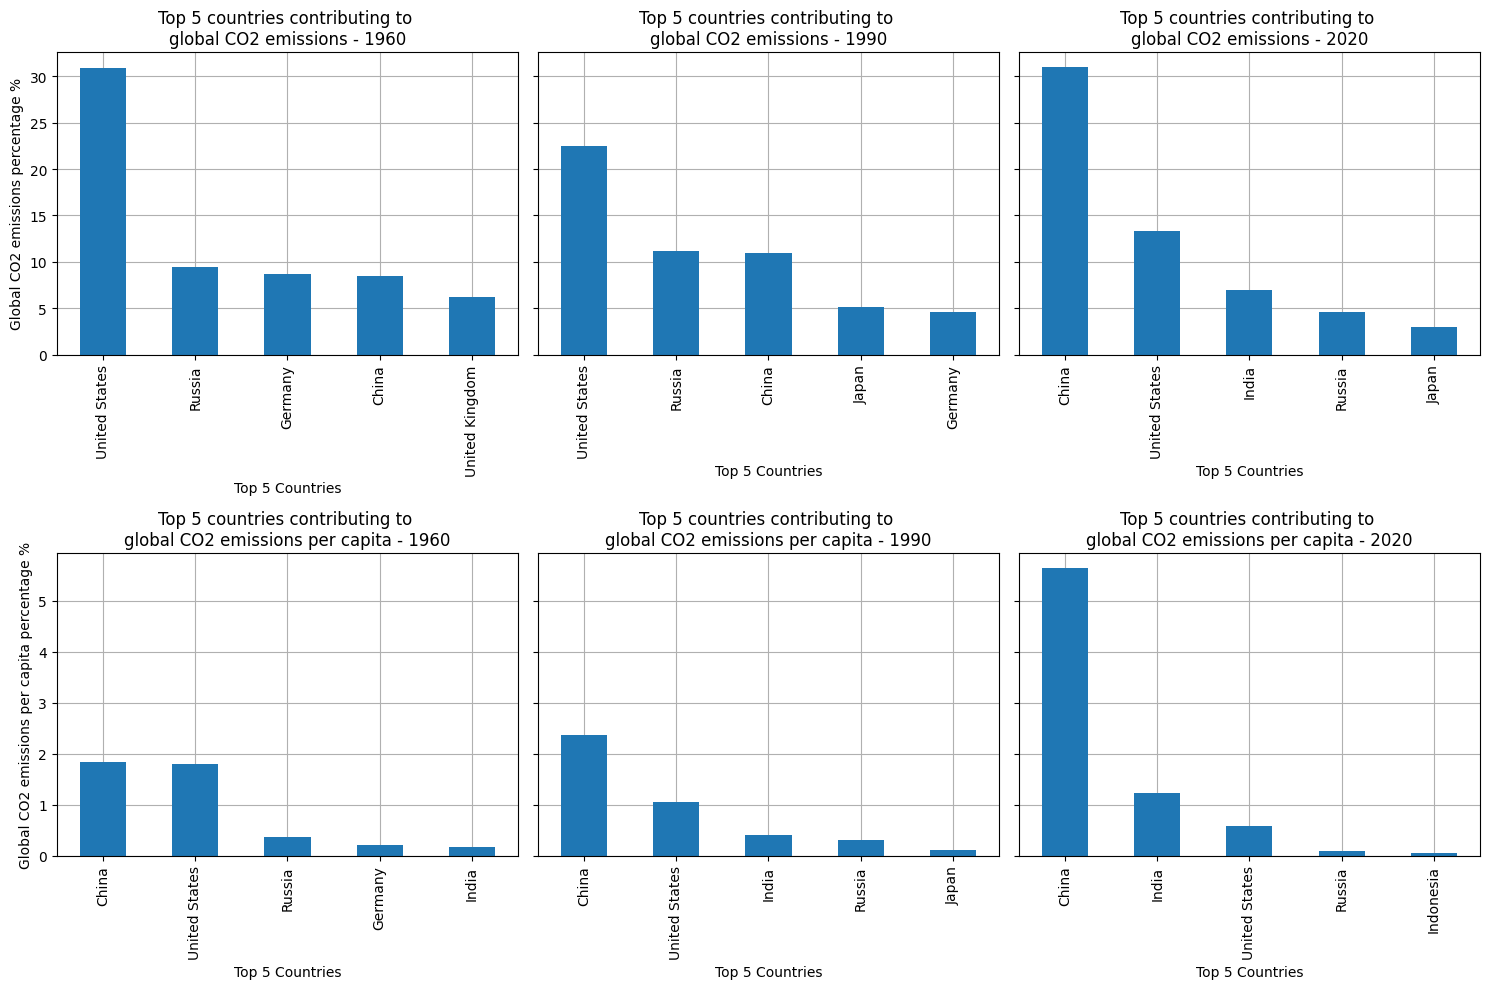 Top 5 countries contributing to
global CO2 emissions - 1960
Top 5 countries contributing to
global CO2 emissions - 1990
Top 5 countries contributing to
global CO2 emissions - 2020
Global CO2 emissions percentage %
30
25
20
15
10
5
0
United States
Russia
Germany
China
United Kingdom
Top 5 Countries
United States
Russia
China
Japan
Germany
Top 5 Countries
China
United States
India
Russia
Japan
Top 5 Countries
Top 5 countries contributing to
global CO2 emissions per capita - 1960
Top 5 countries contributing to
global CO2 emissions per capita - 1990
Top 5 countries contributing to
global CO2 emissions per capita - 2020
Global CO2 emissions per capita percentage %
5
4
3
2
1
0
China
United States
Russia
Germany
India
Top 5 Countries
China
United States
India
Russia
Japan
Top 5 Countries
China
India
United States
Russia
Indonesia
Top 5 Countries